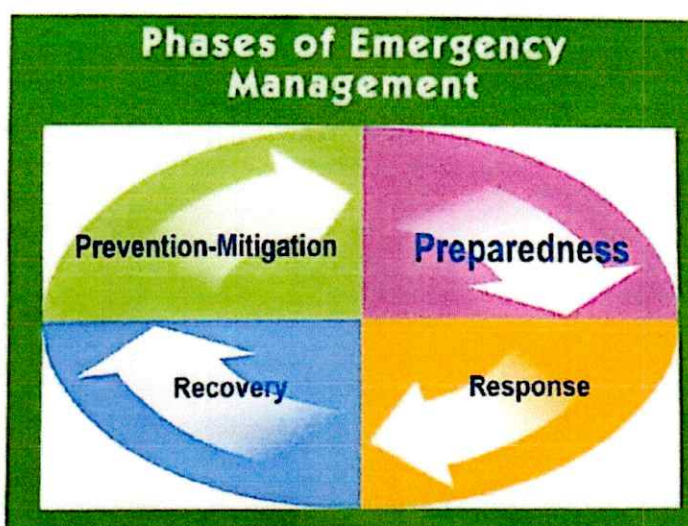 Phases of Emergency
Management
Prevention-Mitigation
Preparedness
Recovery
Response